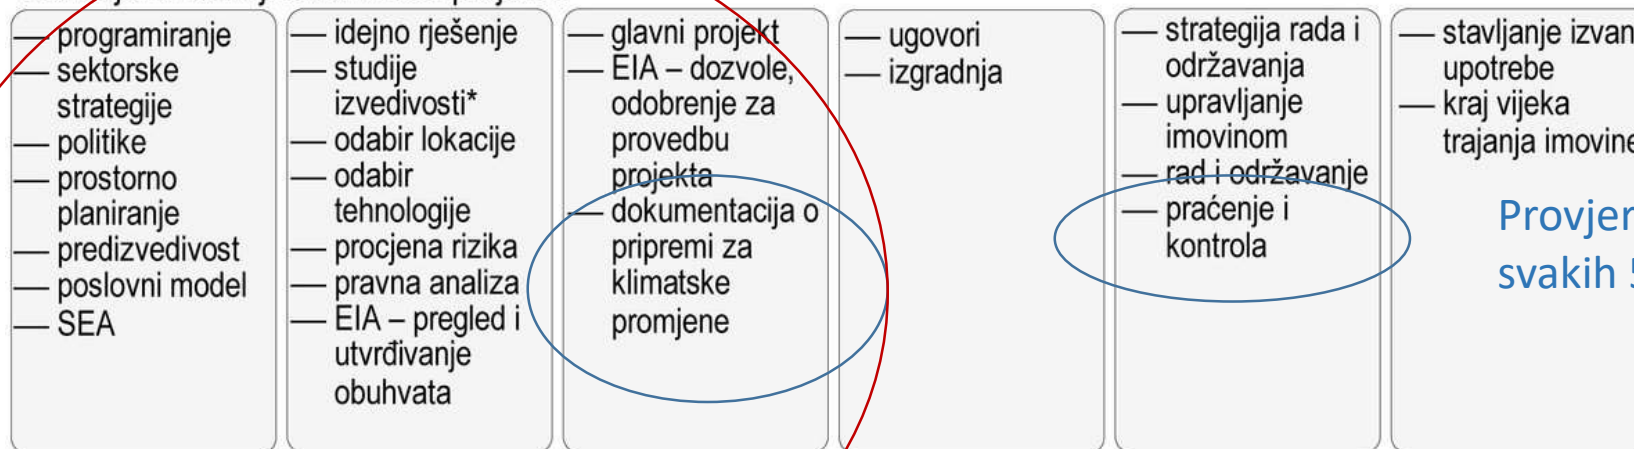 — programiranje
— sektorske
strategije
— politike
— prostorno
planiranje
— predizvedivost
— poslovni model
— SEA
— idejno rješenje
— studije
izvedivosti*
— odabir lokacije
— odabir
tehnologije
— procjena rizika
— pravna analiza
— EIA – pregled i
utvrđivanje
obuhvata
— glavni projekt
— EIA – dozvole,
odobrenje za
provedbu
projekta
— dokumentacija o
pripremi za
klimatske
promjene
— ugovori
— izgradnja
— strategija rada i
održavanja
— upravljanje
imovinom
— rad i održavanje
— praćenje i
kontrola
— stavljanje izvan
upotrebe
— kraj vijeka
trajanja imovine
svakih